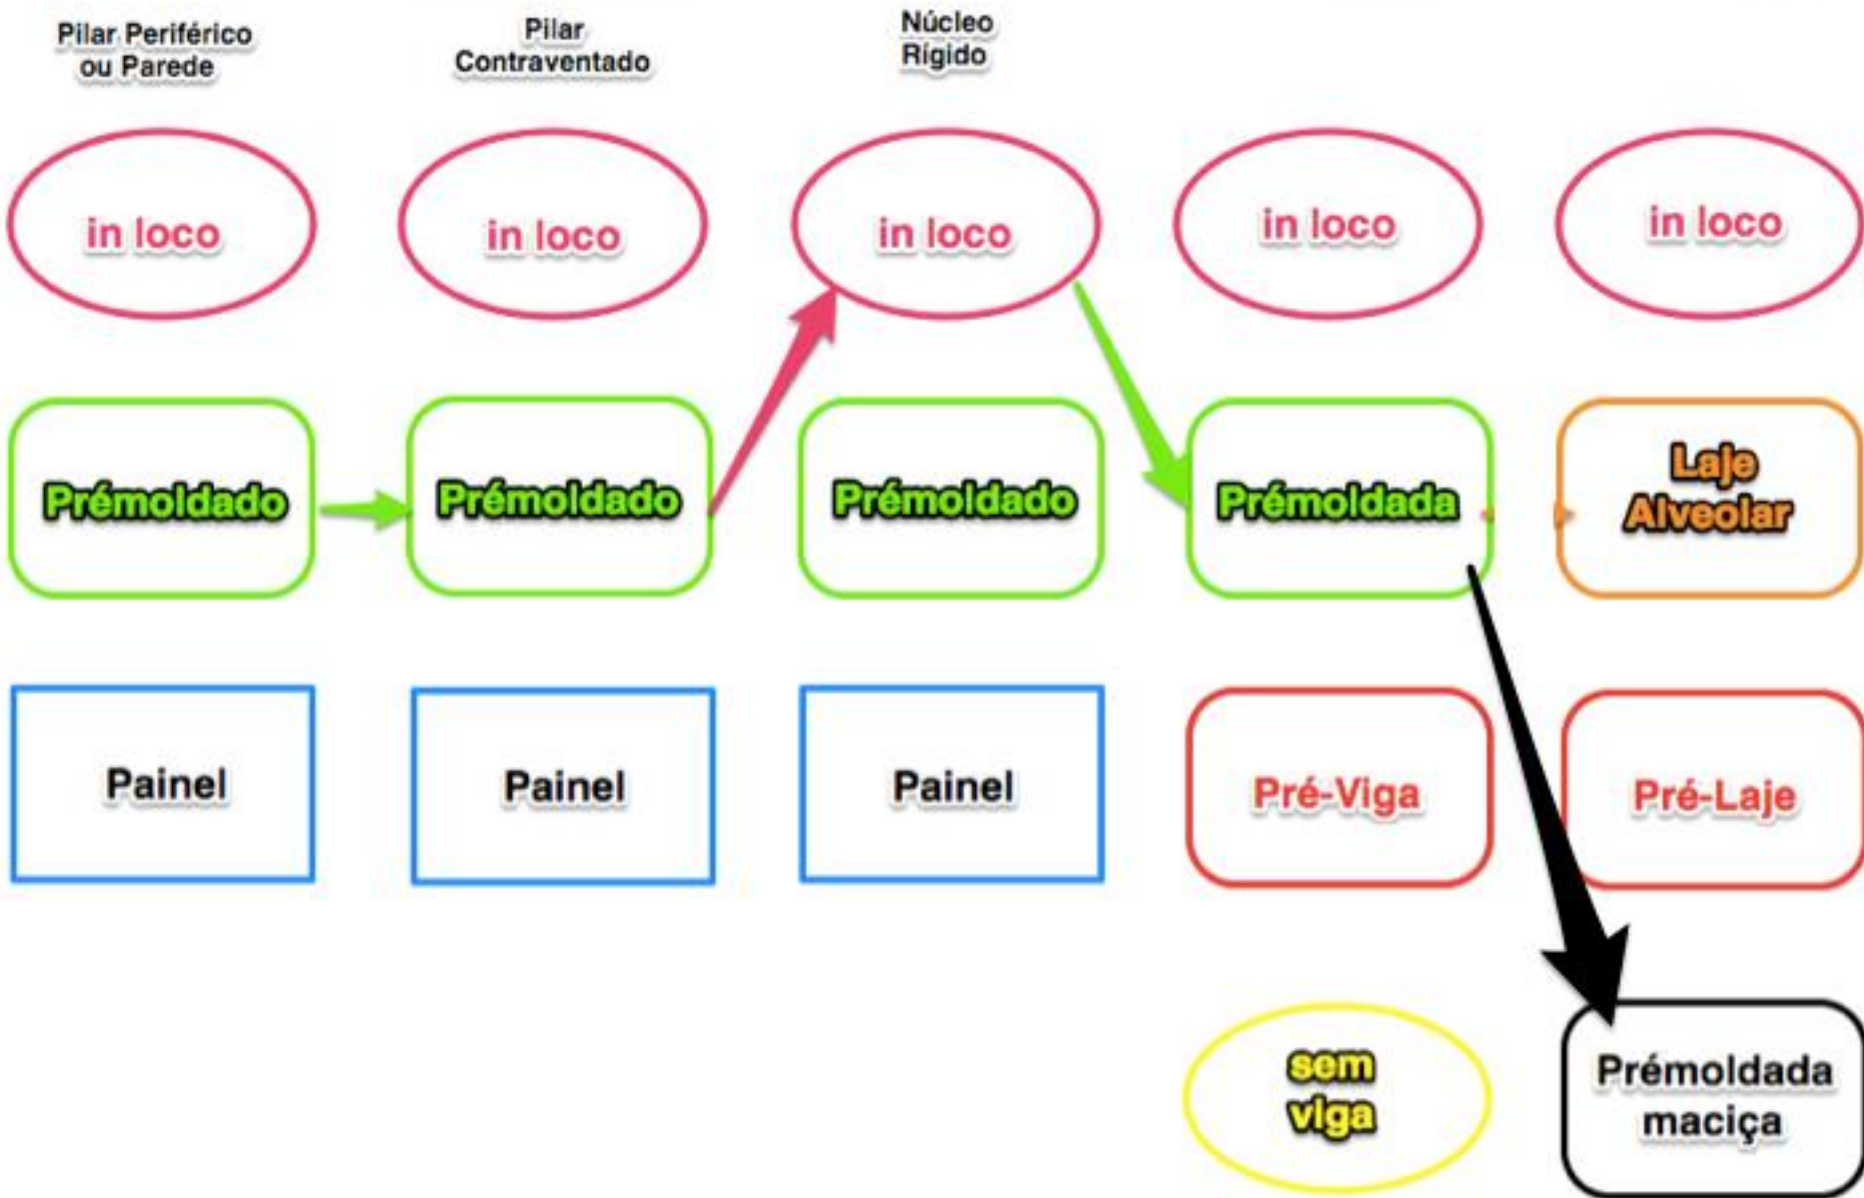 Pilar Periférico
ou Parede
Pilar
Contraventado
Núcleo
Rígido
in loco
in loco
in loco
in loco
in loco
Prémoldado
Prémoldado
Prémoldado
Prémoldada
Laje
Alveolar
Painel
Painel
Painel
Pré-Viga
Pré-Laje
sem
viga
Prémoldada
maciça